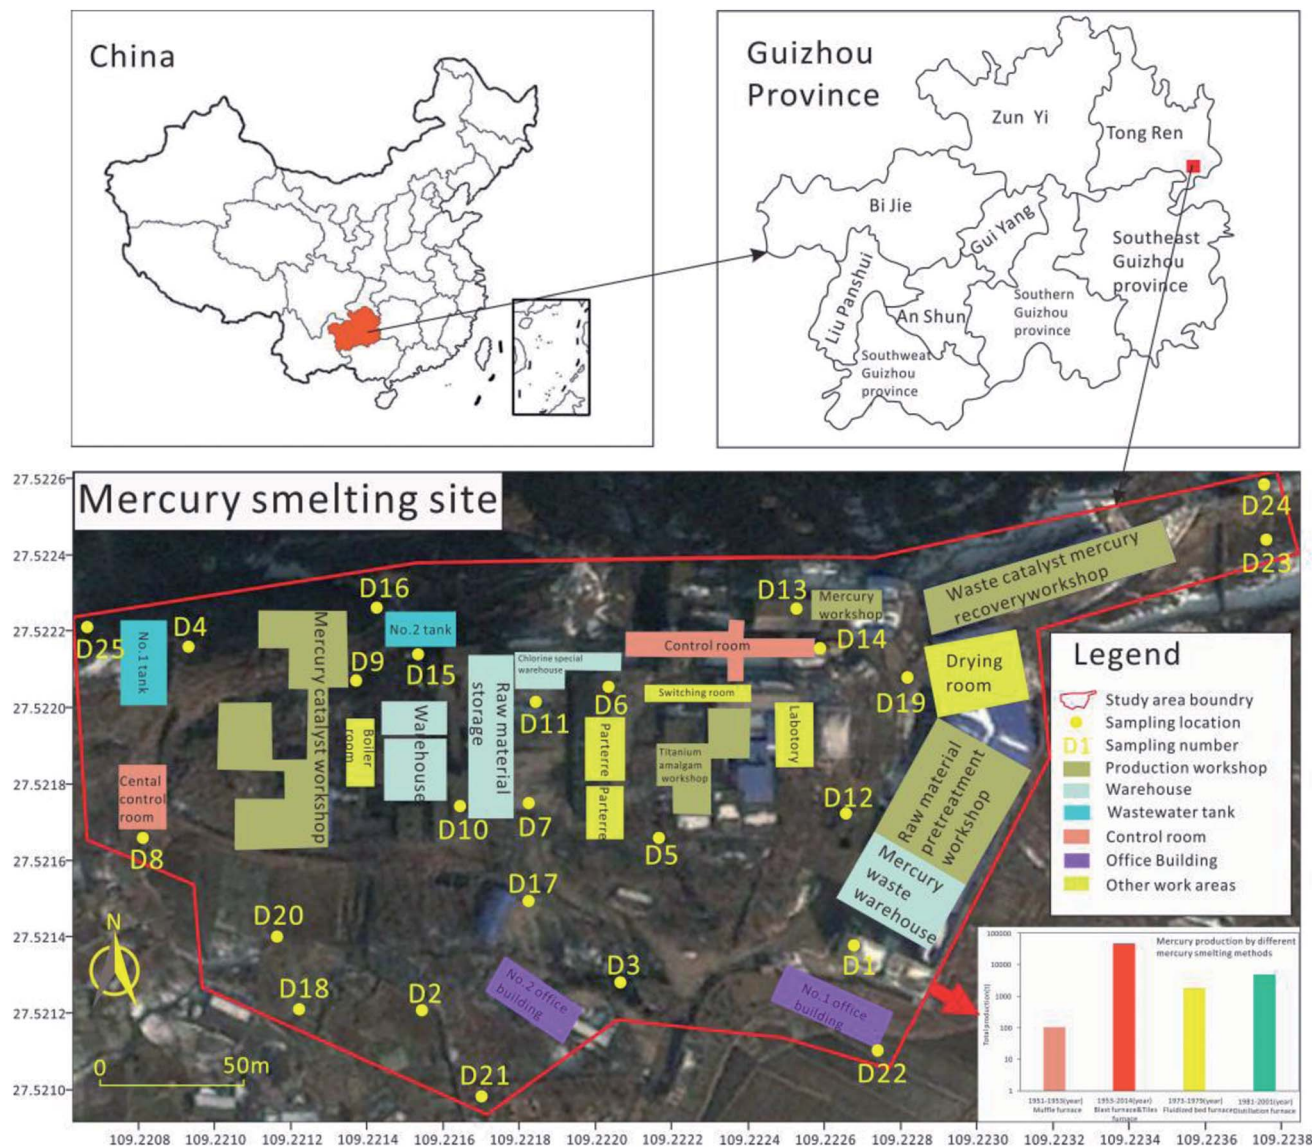 China
Guizhou
Province
Zun Yi
Tong Ren
Bi Jie
Gui Yang
Southeast
Guizhou
province
Liu Panshui
An Shun
Southern
Guizhou
province
Southweat
Guizhou
province
Mercury smelting site
27.5226
27.5224
27.5222
27.5220
27.5218
27.5216
27.5214
27.5212
27.5210
D24
D23
Waste catalyst mercury
recoveryworkshop
D16
D13
Mercury
workshop
D25
D4
No.1 tank
Mercury catalyst workshop
No.2 tank
D9
D15
Control room
D14
Chlorine special
warehouse
Drying
room
D19
Raw material
storage
D11
D6
Switching room
Boiler
room
Warehouse
Parterre
Parterre
Titanium
amalgam
workshop
Labotory
Cental
control
room
D8
D10
D7
D5
D12
Raw material
pretreatment
workshop
Mercury
waste
warehouse
D17
D20
D18
D2
D3
D1
No.2 office
building
No.1 office
building
D21
D22
N
0
50m
Legend
Study area boundry
Sampling location
D1
Sampling number
Production workshop
Warehouse
Wastewater tank
Control room
Office Building
Other work areas
Mercury production by different
mercury smelting methods
Total production(t)
100000
10000
1000
100
10
1
1951-1953(year)
Muffle furnace
1953-2014(year)
Blast furnace&Tiles
furnace
1973-1979(year)
Fluidized bed furnace
1981-2001(year)
Distillation furnace
109.2208
109.2210
109.2212
109.2214
109.2216
109.2217
109.2218
109.2220
109.2222
109.2224
109.2226
109.2228
109.2230
109.2232
109.2234
109.2236
109.2238